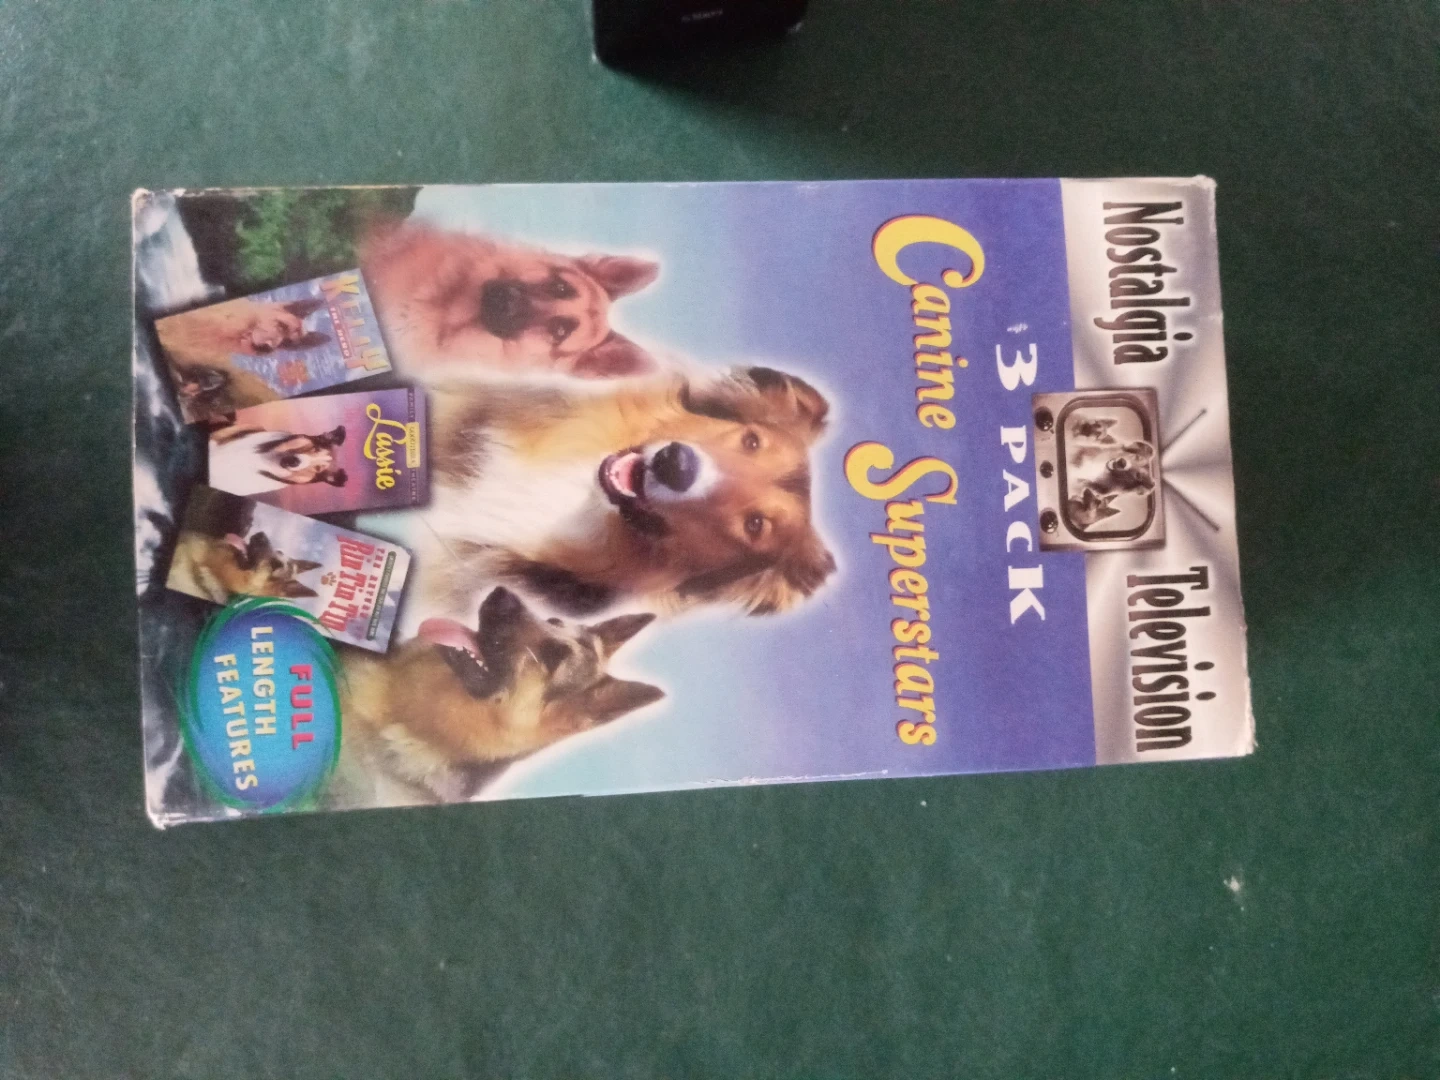 Nostalgia Television
3 PACK
Canine Superstars
KELLY
Lassie
RIN TIN TIN
FULL
LENGTH
FEATURES